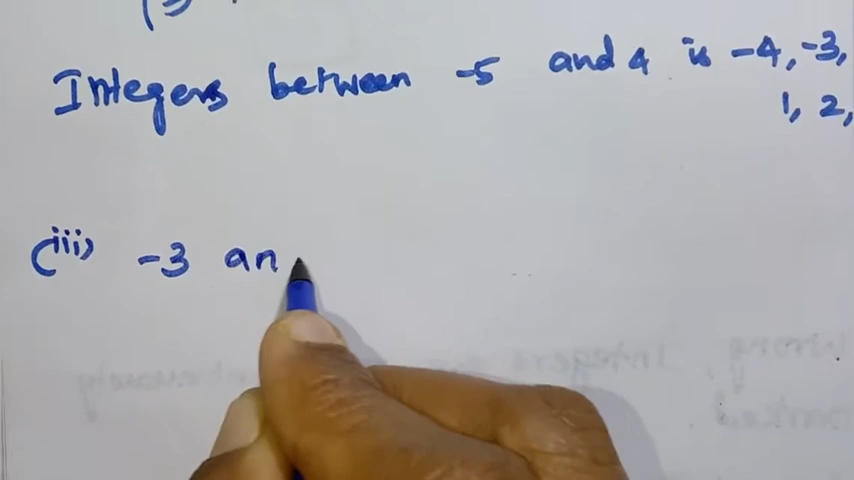 Integers between -5 and 4 is -4, -3,
1, 2,
(iii) -3 an